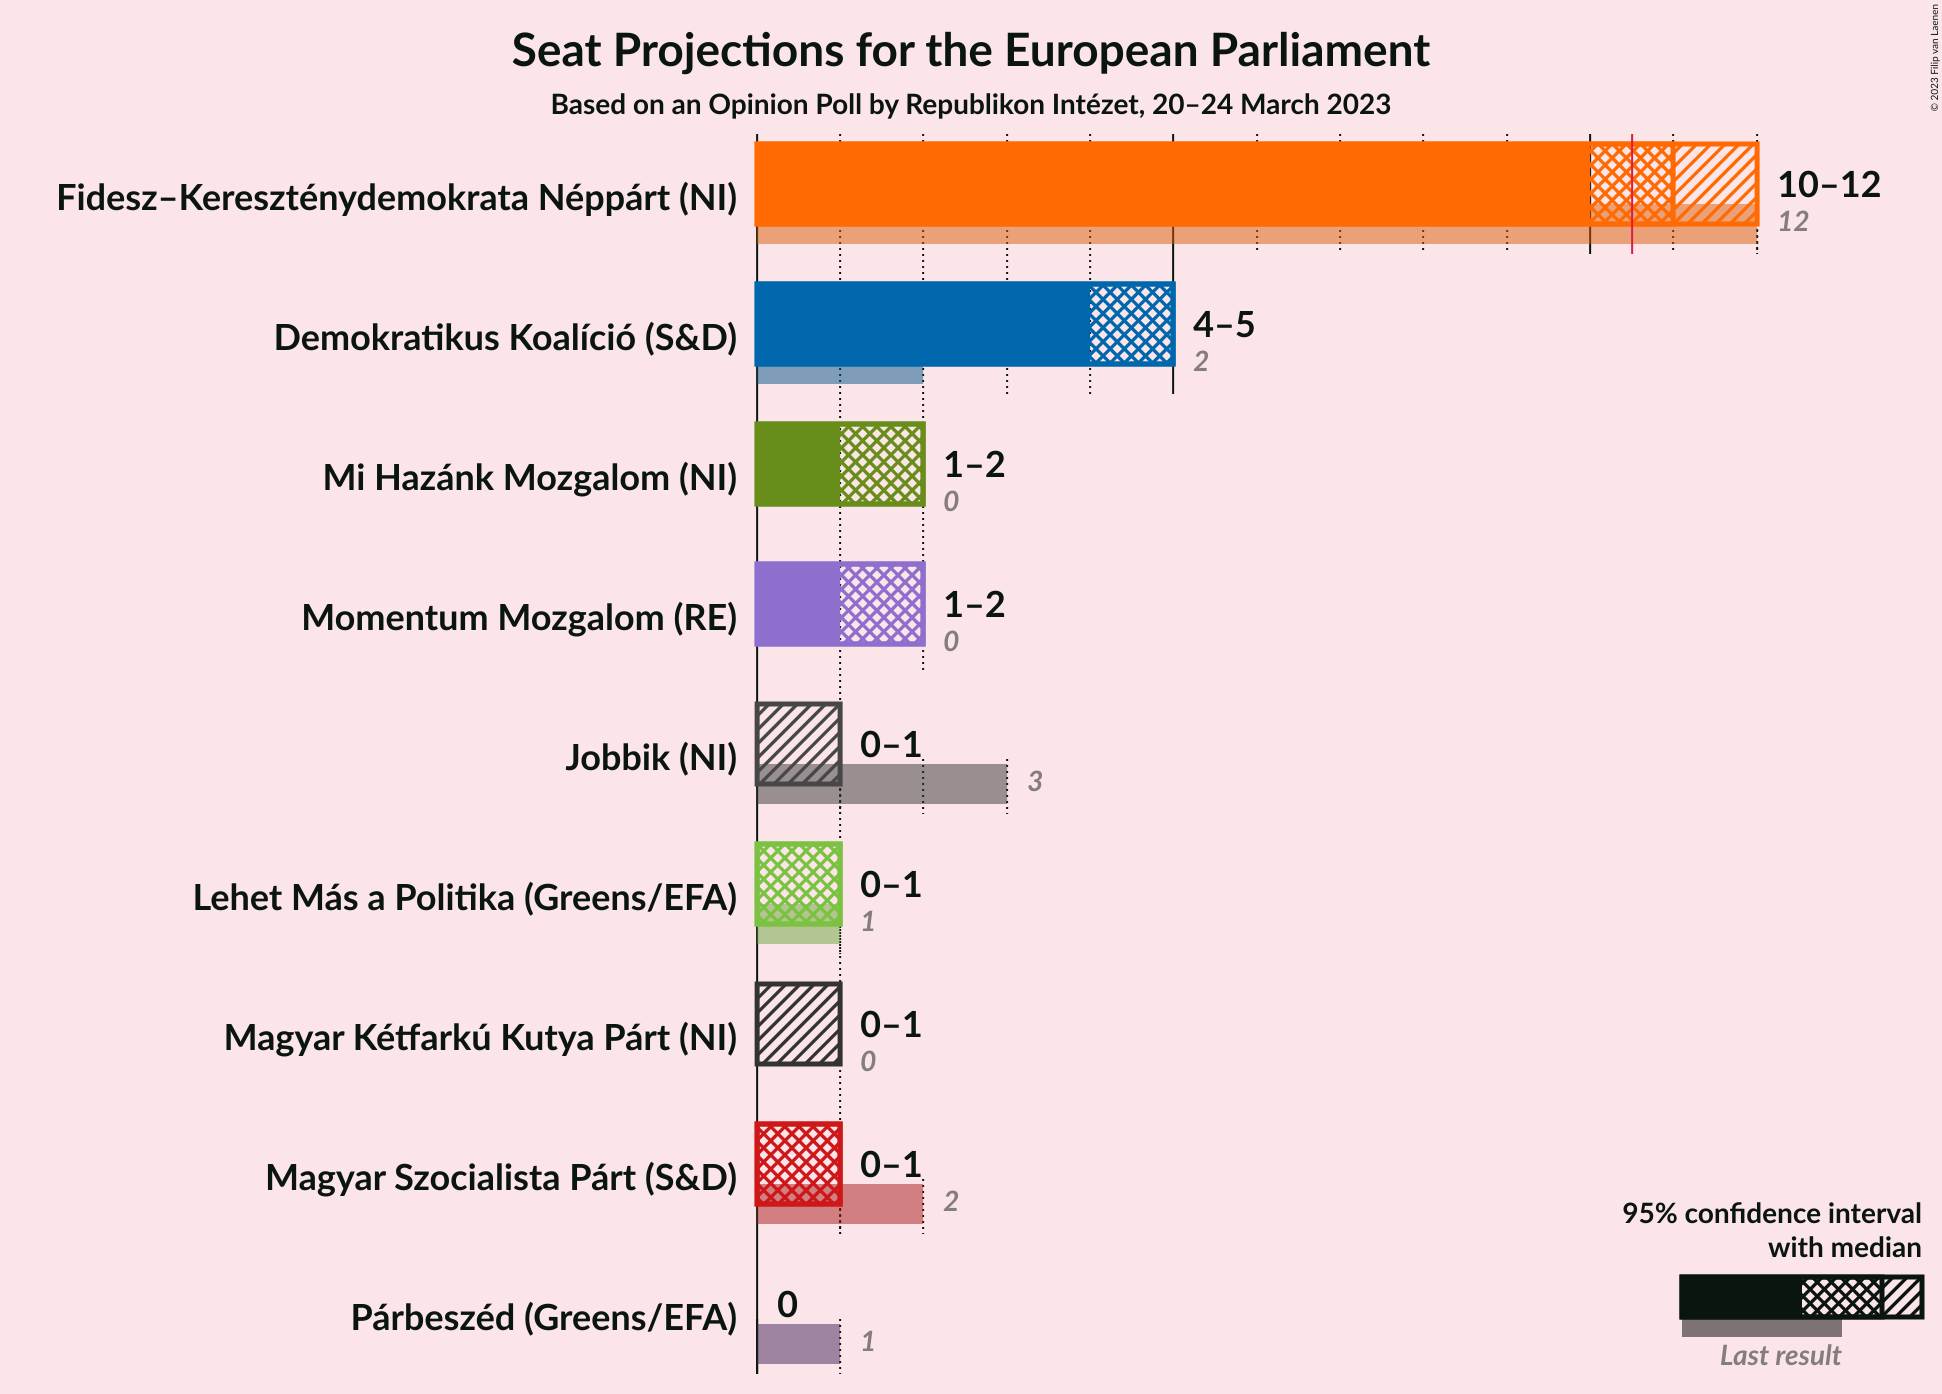 Seat Projections for the European Parliament
Based on an Opinion Poll by Republikon Intézet, 20–24 March 2023
© 2023 Filip van Laenen
Fidesz–Kereszténydemokrata Néppárt (NI)
10–12
12
Demokratikus Koalíció (S&D)
4–5
2
Mi Hazánk Mozgalom (NI)
1–2
0
Momentum Mozgalom (RE)
1–2
0
Jobbik (NI)
0–1
3
Lehet Más a Politika (Greens/EFA)
0–1
1
Magyar Kétfarkú Kutya Párt (NI)
0–1
0
Magyar Szocialista Párt (S&D)
0–1
2
Párbeszéd (Greens/EFA)
0
1
95% confidence interval
with median
Last result